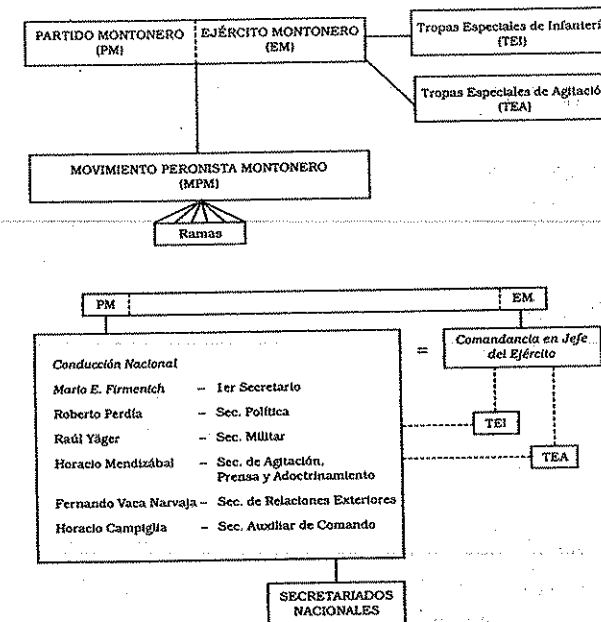 PARTIDO MONTONERO
(PM)
EJÉRCITO MONTONERO
(EM)
Tropas Especiales de Infanterí
(TEI)
Tropas Especiales de Agitació
(TEA)
MOVIMIENTO PERONISTA MONTONERO
(MPM)
Ramas
PM
EM
Conducción Nacional
Mario E. Firmenich – 1er Secretario
Roberto Perdía – Sec. Política
Raúl Yäger – Sec. Militar
Horacio Mendizábal – Sec. de Agitación,
Prensa y Adoctrinamiento
Fernando Vaca Narvaja – Sec. de Relaciones Exteriores
Horacio Campiglia – Sec. Auxiliar de Comando
=
Comandancia en Jefe
del Ejército
TEI
TEA
SECRETARIADOS
NACIONALES